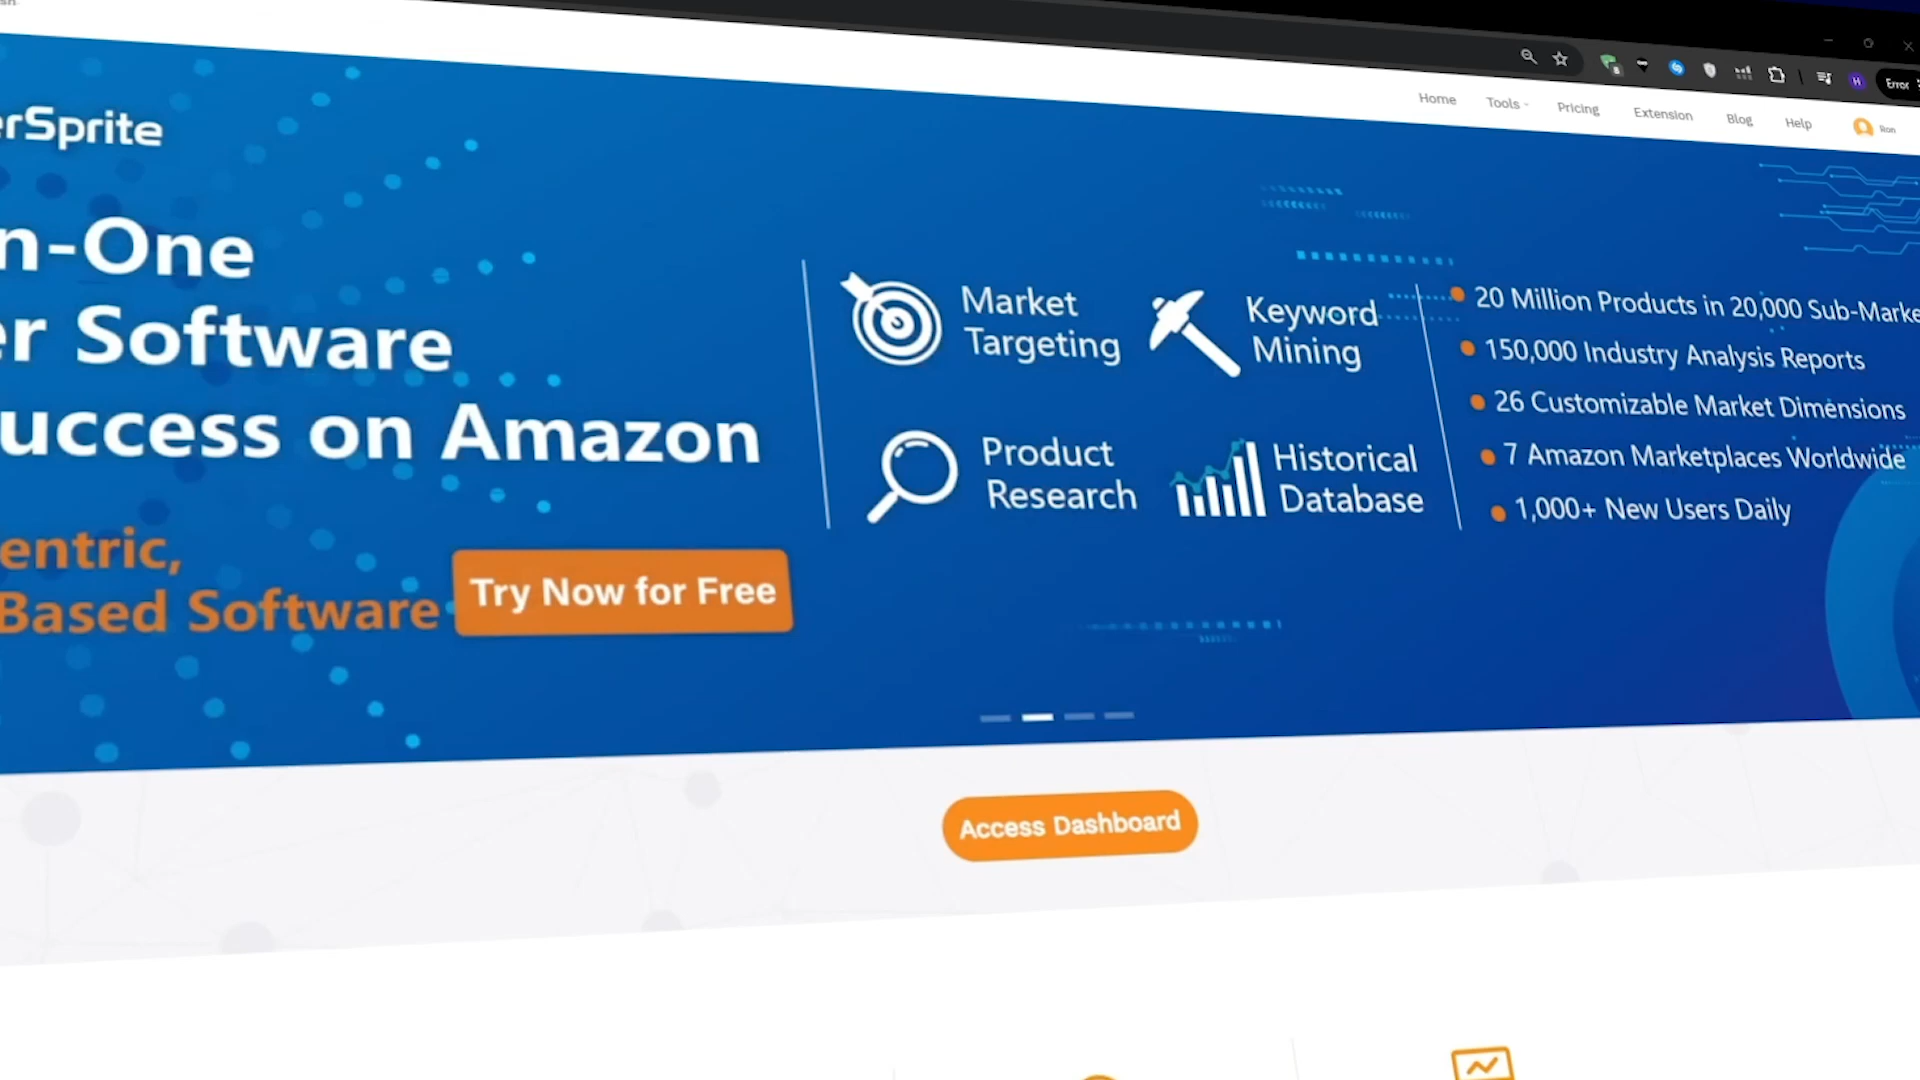 Error
Home Tools Pricing Extension Blog Help Ron
erSprite
n-One
er Software
uccess on Amazon
entric,
Based Software
Try Now for Free
Market
Targeting
Keyword
Mining
Product
Research
Historical
Database
20 Million Products in 20,000 Sub-Marke
150,000 Industry Analysis Reports
26 Customizable Market Dimensions
7 Amazon Marketplaces Worldwide
1,000+ New Users Daily
Access Dashboard